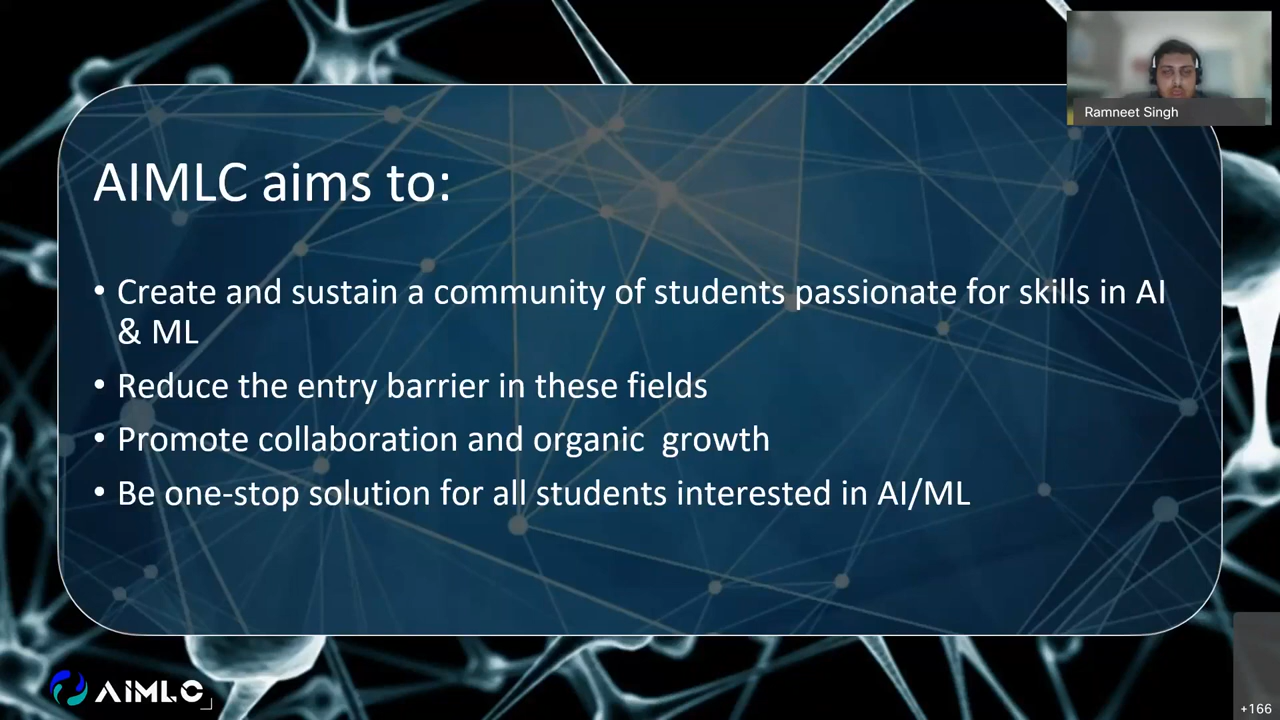 Ramneet Singh
AIMLC aims to:
• Create and sustain a community of students passionate for skills in AI
& ML
• Reduce the entry barrier in these fields
• Promote collaboration and organic  growth
• Be one-stop solution for all students interested in AI/ML
AIMLC
+166